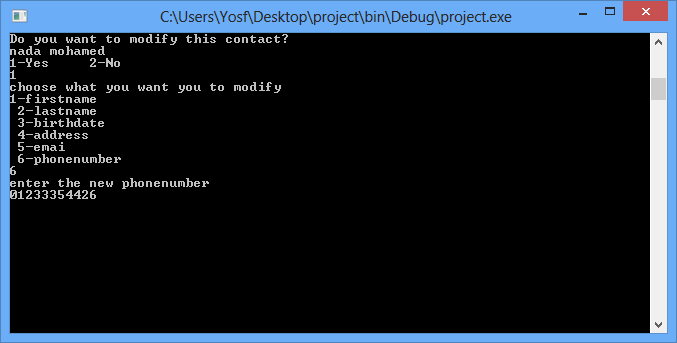 C:\Users\Yosf\Desktop\project\bin\Debug\project.exe
Do you want to modify this contact?
nada mohamed
1-Yes     2-No
1
choose what you want you to modify
1-firstname
 2-lastname
 3-birthdate
 4-address
 5-emai
 6-phonenumber
6
enter the new phonenumber
01233354426